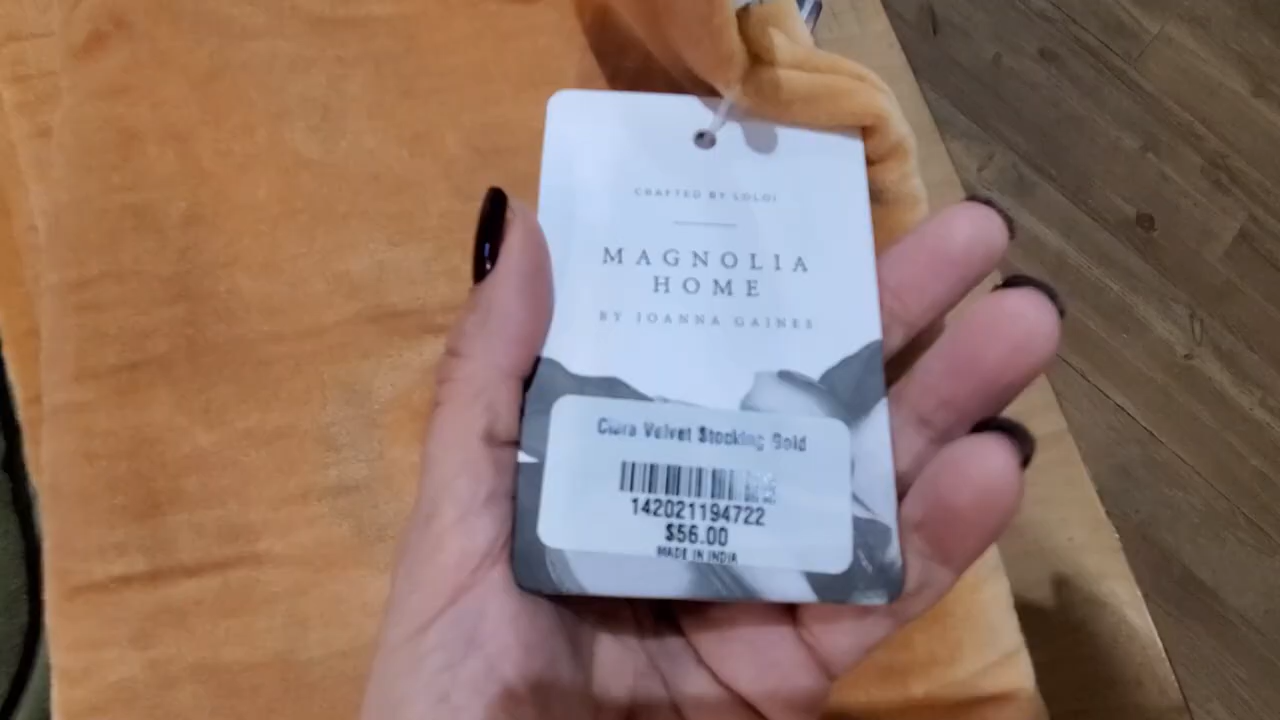 CRAFTED BY LOLOI
MAGNOLIA
HOME
BY JOANNA GAINES
Clara Velvet Stocking Gold
142021194722
$56.00
MADE IN INDIA